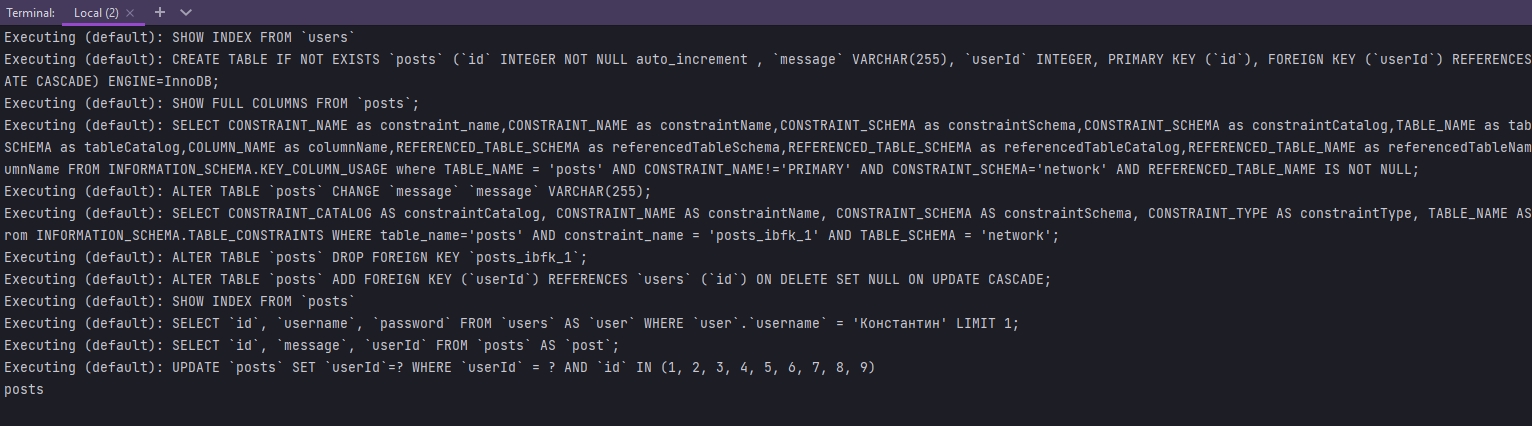 Terminal: Local (2) × +
Executing (default): SHOW INDEX FROM `users`
Executing (default): CREATE TABLE IF NOT EXISTS `posts` (`id` INTEGER NOT NULL auto_increment , `message` VARCHAR(255), `userId` INTEGER, PRIMARY KEY (`id`), FOREIGN KEY (`userId`) REFERENCES
ATE CASCADE) ENGINE=InnoDB;
Executing (default): SHOW FULL COLUMNS FROM `posts`;
Executing (default): SELECT CONSTRAINT_NAME as constraint_name,CONSTRAINT_NAME as constraintName,CONSTRAINT_SCHEMA as constraintSchema,CONSTRAINT_SCHEMA as constraintCatalog,TABLE_NAME as tab
SCHEMA as tableCatalog,COLUMN_NAME as columnName,REFERENCED_TABLE_SCHEMA as referencedTableSchema,REFERENCED_TABLE_SCHEMA as referencedTableCatalog,REFERENCED_TABLE_NAME as referencedTableNam
umnName FROM INFORMATION_SCHEMA.KEY_COLUMN_USAGE where TABLE_NAME = 'posts' AND CONSTRAINT_NAME!='PRIMARY' AND CONSTRAINT_SCHEMA='network' AND REFERENCED_TABLE_NAME IS NOT NULL;
Executing (default): ALTER TABLE `posts` CHANGE `message` `message` VARCHAR(255);
Executing (default): SELECT CONSTRAINT_CATALOG AS constraintCatalog, CONSTRAINT_NAME AS constraintName, CONSTRAINT_SCHEMA AS constraintSchema, CONSTRAINT_TYPE AS constraintType, TABLE_NAME AS
rom INFORMATION_SCHEMA.TABLE_CONSTRAINTS WHERE table_name='posts' AND constraint_name = 'posts_ibfk_1' AND TABLE_SCHEMA = 'network';
Executing (default): ALTER TABLE `posts` DROP FOREIGN KEY `posts_ibfk_1`;
Executing (default): ALTER TABLE `posts` ADD FOREIGN KEY (`userId`) REFERENCES `users` (`id`) ON DELETE SET NULL ON UPDATE CASCADE;
Executing (default): SHOW INDEX FROM `posts`
Executing (default): SELECT `id`, `username`, `password` FROM `users` AS `user` WHERE `user`.`username` = 'Константин' LIMIT 1;
Executing (default): SELECT `id`, `message`, `userId` FROM `posts` AS `post`;
Executing (default): UPDATE `posts` SET `userId`=? WHERE `userId` = ? AND `id` IN (1, 2, 3, 4, 5, 6, 7, 8, 9)
posts